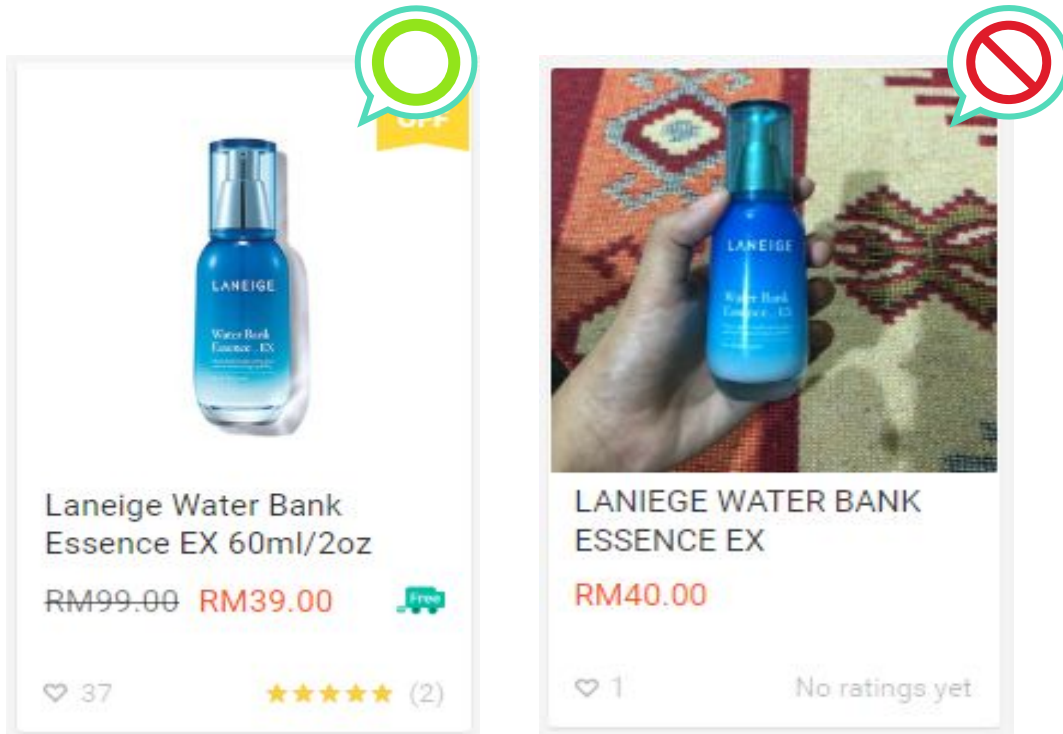 OFF
LANEIGE
Water Bank
Essence_EX
Laneige Water Bank
Essence EX 60ml/2oz
RM99.00 RM39.00 Free
37 (2)
LANEIGE
Water Bank
Essence_EX
LANIEGE WATER BANK
ESSENCE EX
RM40.00
1 No ratings yet